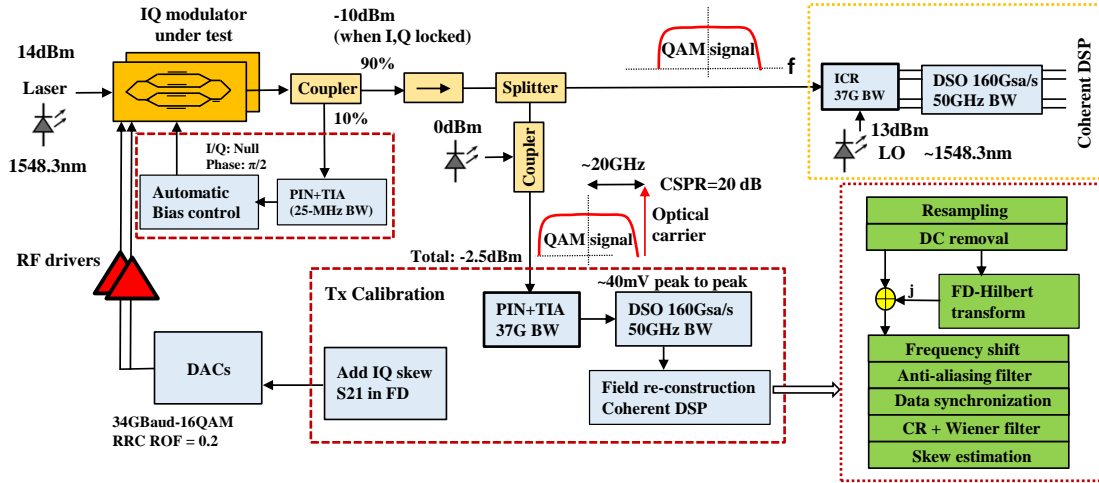 IQ modulator
under test
14dBm
Laser
1548.3nm
-10dBm
(when I,Q locked)
90%
Coupler
10%
Splitter
QAM signal
f
ICR
37G BW
DSO 160Gsa/s
50GHz BW
Coherent DSP
13dBm
LO ~1548.3nm
I/Q: Null
Phase: π/2
Automatic
Bias control
PIN+TIA
(25-MHz BW)
0dBm
Coupler
~20GHz
CSPR=20 dB
QAM signal
Optical
carrier
Total: -2.5dBm
RF drivers
Tx Calibration
~40mV peak to peak
PIN+TIA
37G BW
DSO 160Gsa/s
50GHz BW
DACs
Add IQ skew
S21 in FD
Field re-construction
Coherent DSP
34GBaud-16QAM
RRC ROF = 0.2
Resampling
DC removal
j
FD-Hilbert
transform
Frequency shift
Anti-aliasing filter
Data synchronization
CR + Wiener filter
Skew estimation